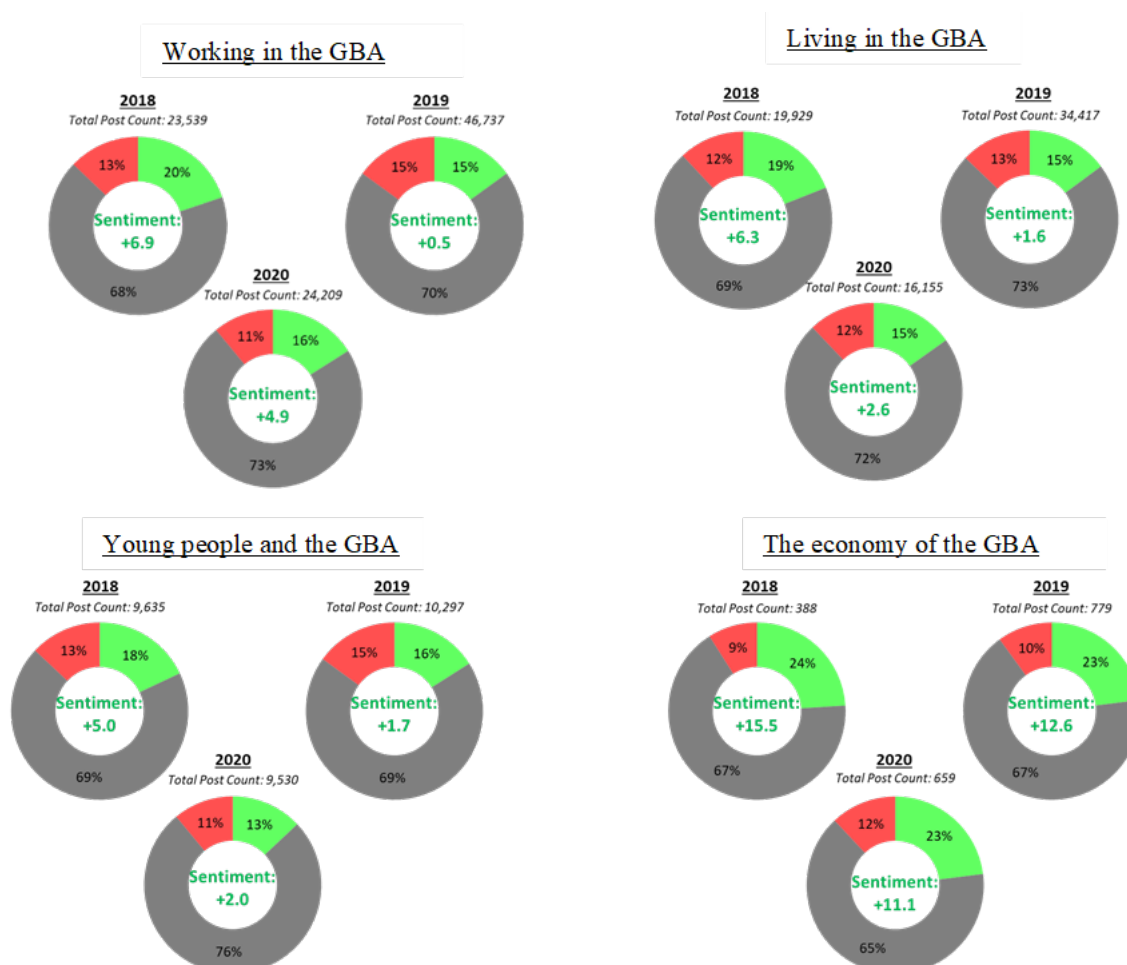 Working in the GBA
2018
Total Post Count: 23,539
13%
20%
Sentiment:
+6.9
68%
2019
Total Post Count: 46,737
15%
15%
Sentiment:
+0.5
70%
2020
Total Post Count: 24,209
11%
16%
Sentiment:
+4.9
73%
Living in the GBA
2018
Total Post Count: 19,929
12%
19%
Sentiment:
+6.3
69%
2019
Total Post Count: 34,417
13%
15%
Sentiment:
+1.6
73%
2020
Total Post Count: 16,155
12%
15%
Sentiment:
+2.6
72%
Young people and the GBA
2018
Total Post Count: 9,635
13%
18%
Sentiment:
+5.0
69%
2019
Total Post Count: 10,297
15%
16%
Sentiment:
+1.7
69%
2020
Total Post Count: 9,530
11%
13%
Sentiment:
+2.0
76%
The economy of the GBA
2018
Total Post Count: 388
9%
24%
Sentiment:
+15.5
67%
2019
Total Post Count: 779
10%
23%
Sentiment:
+12.6
67%
2020
Total Post Count: 659
12%
23%
Sentiment:
+11.1
65%